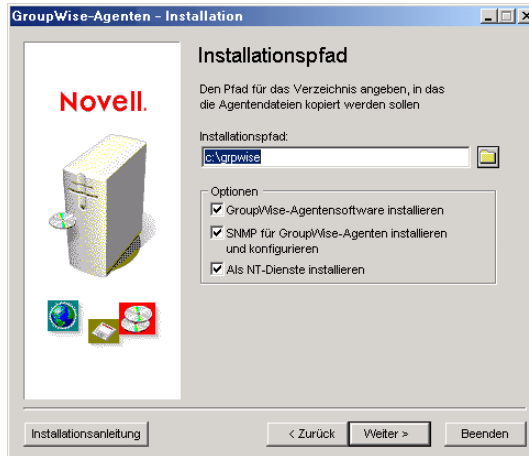 GroupWise-Agenten - Installation
Novell.
Installationspfad
Den Pfad für das Verzeichnis angeben, in das
die Agentendateien kopiert werden sollen
Installationspfad:
c:\grpwise
Optionen
GroupWise-Agentensoftware installieren
SNMP für GroupWise-Agenten installieren
und konfigurieren
Als NT-Dienste installieren
Installationsanleitung
< Zurück
Weiter >
Beenden